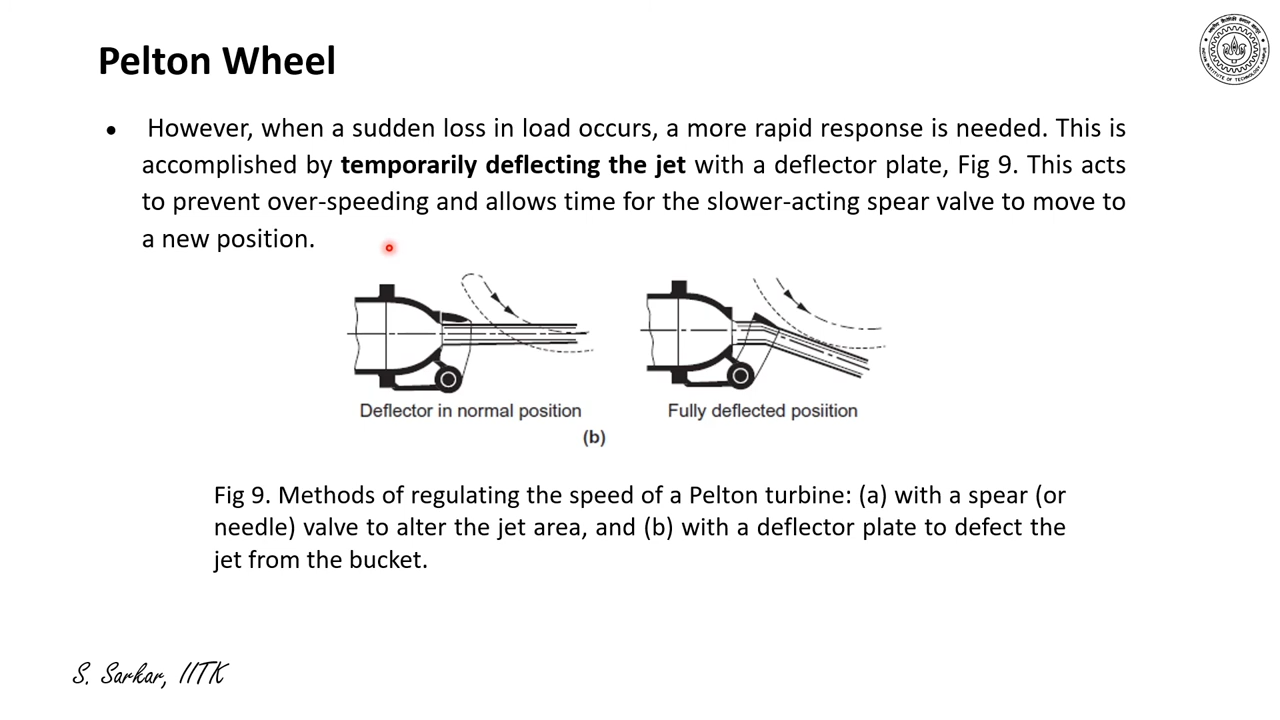 Pelton Wheel
• However, when a sudden loss in load occurs, a more rapid response is needed. This is
accomplished by temporarily deflecting the jet with a deflector plate, Fig 9. This acts
to prevent over-speeding and allows time for the slower-acting spear valve to move to
a new position.
Deflector in normal position
Fully deflected posiition
(b)
Fig 9. Methods of regulating the speed of a Pelton turbine: (a) with a spear (or
needle) valve to alter the jet area, and (b) with a deflector plate to defect the
jet from the bucket.
S. Sarkar, IITK